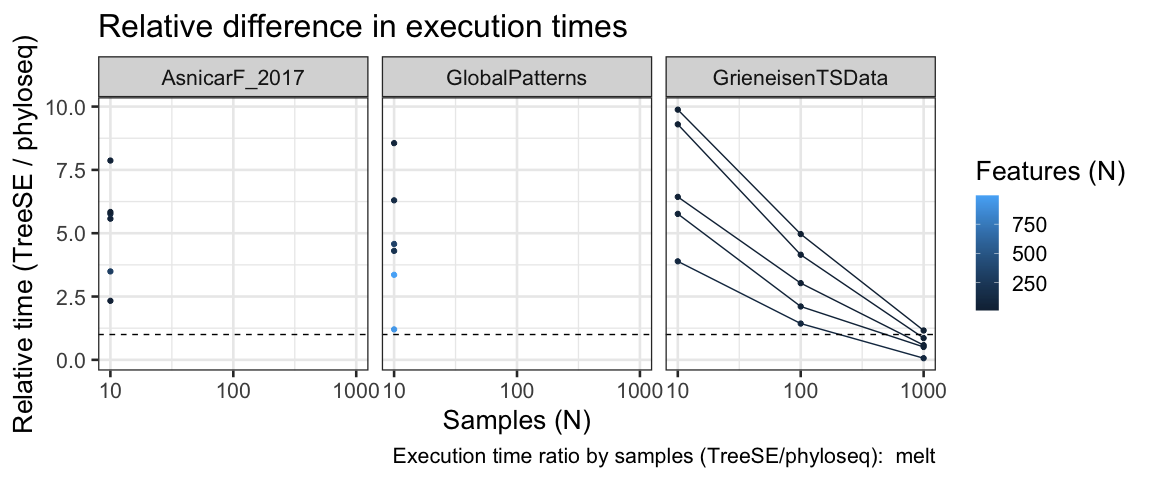 Relative difference in execution times
AsnicarF_2017
GlobalPatterns
GrieneisenTSData
Relative time (TreeSE / phyloseq)
10.0
7.5
5.0
2.5
0.0
10 100 1000
10 100 1000
10 100 1000
Samples (N)
Features (N)
750
500
250
Execution time ratio by samples (TreeSE/phyloseq):  melt